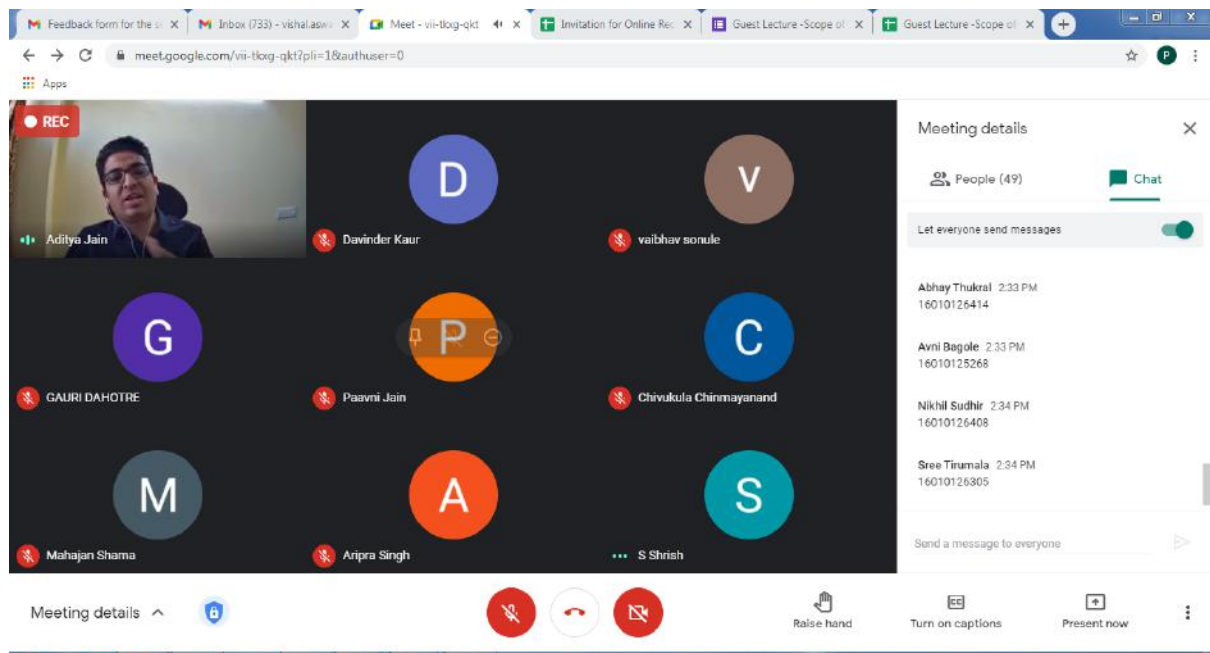 Feedback form for the s
Inbox (733) - vishal.asw
Meet - vii-tkxg-qkt
Invitation for Online Rec
Guest Lecture -Scope of
Guest Lecture -Scope of
meet.google.com/vii-tkxg-qkt?pli=1&authuser=0
P
Apps
REC
Aditya Jain
D
Davinder Kaur
V
vaibhav sonule
G
GAURI DAHOTRE
P
Paavni Jain
C
Chivukula Chinmayanand
M
Mahajan Shama
A
Aripra Singh
S
S Shrish
Meeting details
People (49)
Chat
Let everyone send messages
Abhay Thukral 2:33 PM
16010126414
Avni Bagole 2:33 PM
16010125268
Nikhil Sudhir 2:34 PM
16010126408
Sree Tirumala 2:34 PM
16010126305
Send a message to everyone
Meeting details
Raise hand
CC
Turn on captions
Present now